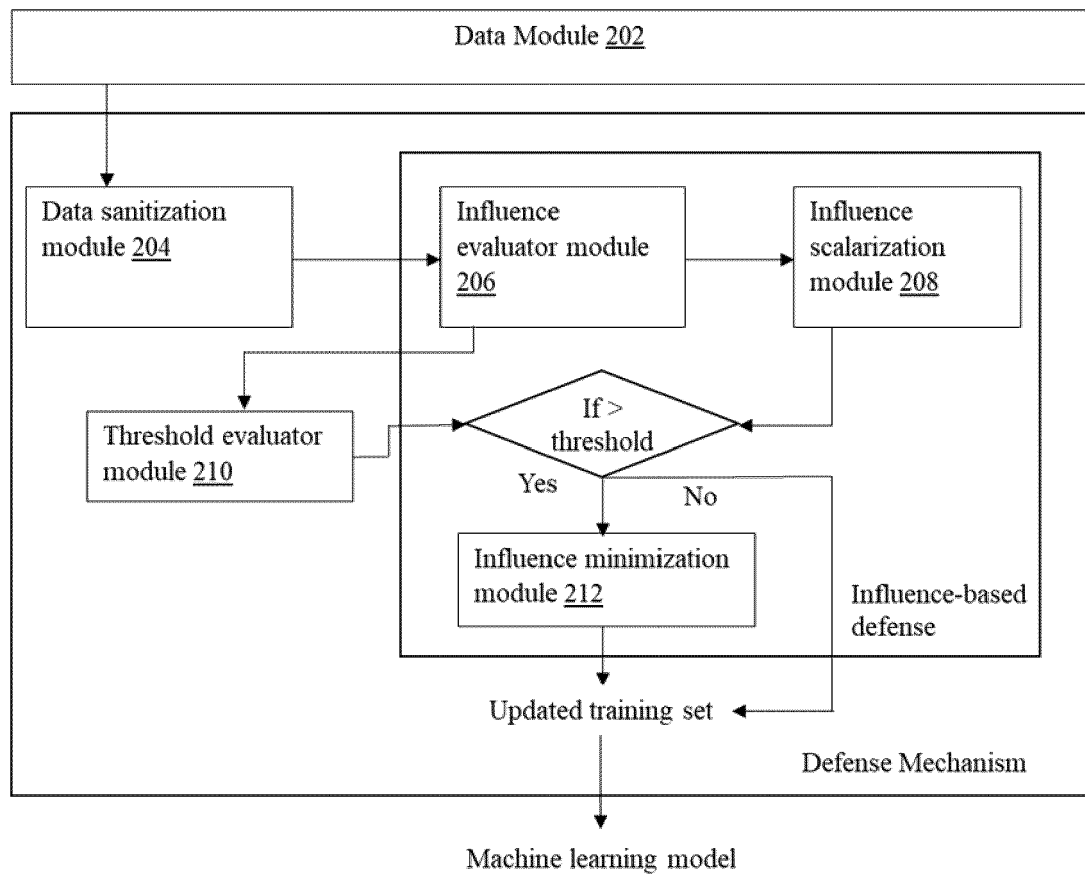 Data Module 202
Data sanitization
module 204
Influence
evaluator module
206
Influence
scalarization
module 208
Threshold evaluator
module 210
If >
threshold
Yes
No
Influence minimization
module 212
Influence-based
defense
Updated training set
Defense Mechanism
Machine learning model